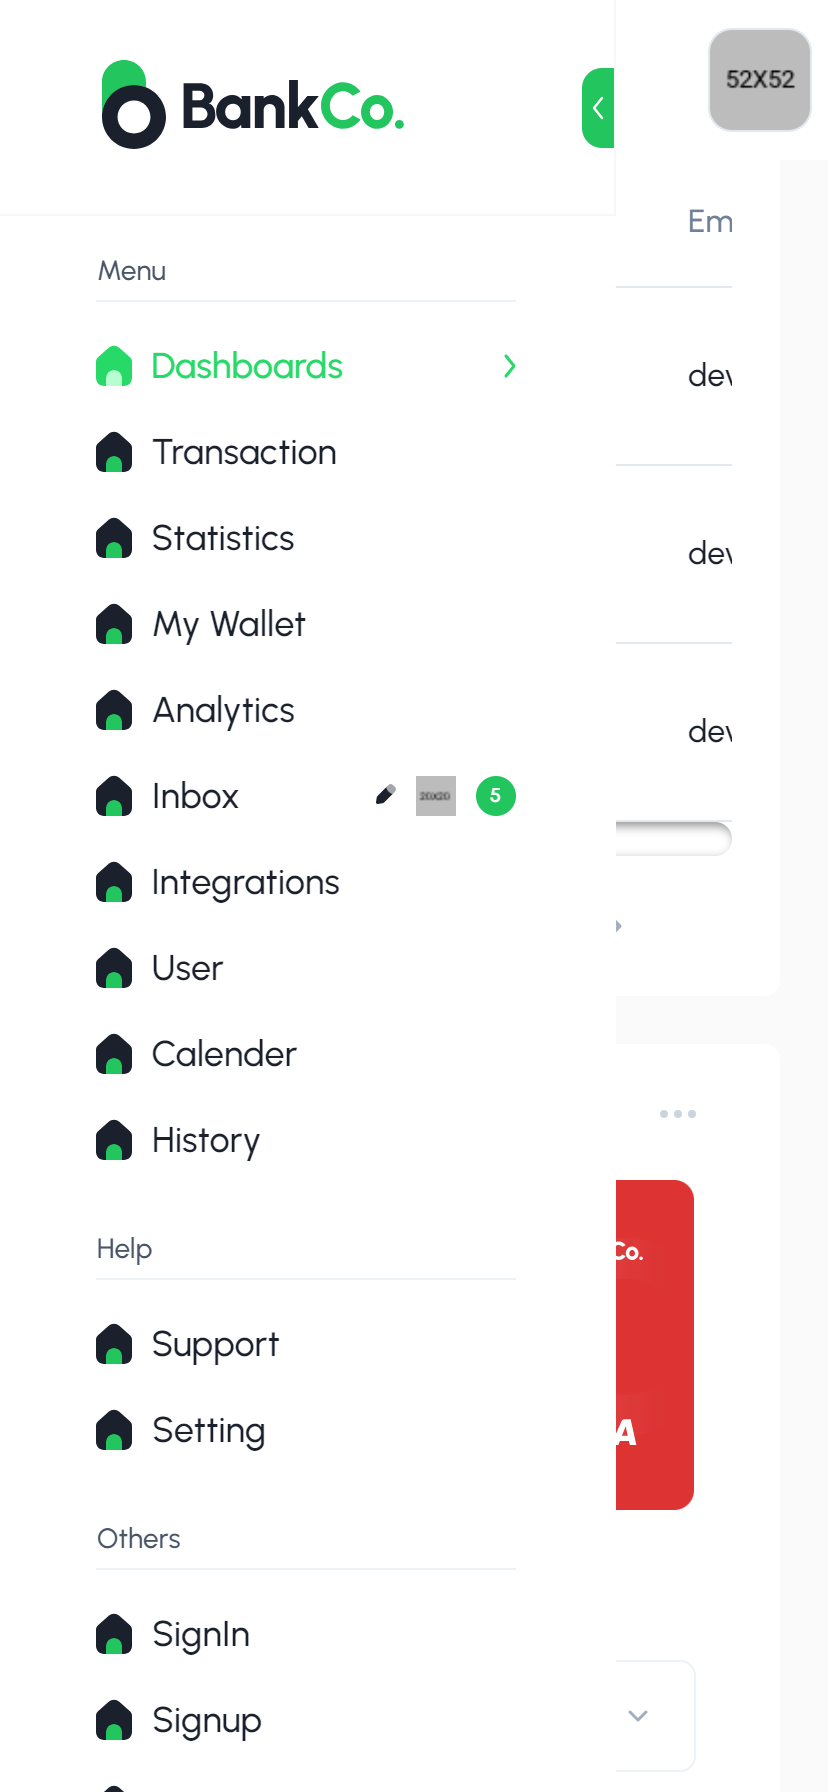 BankCo.
52X52
Em
Menu
Dashboards
dev
Transaction
Statistics
dev
My Wallet
Analytics
dev
Inbox
20X20
5
Integrations
User
Calender
History
Help
Co.
Support
Setting
A
Others
SignIn
Signup